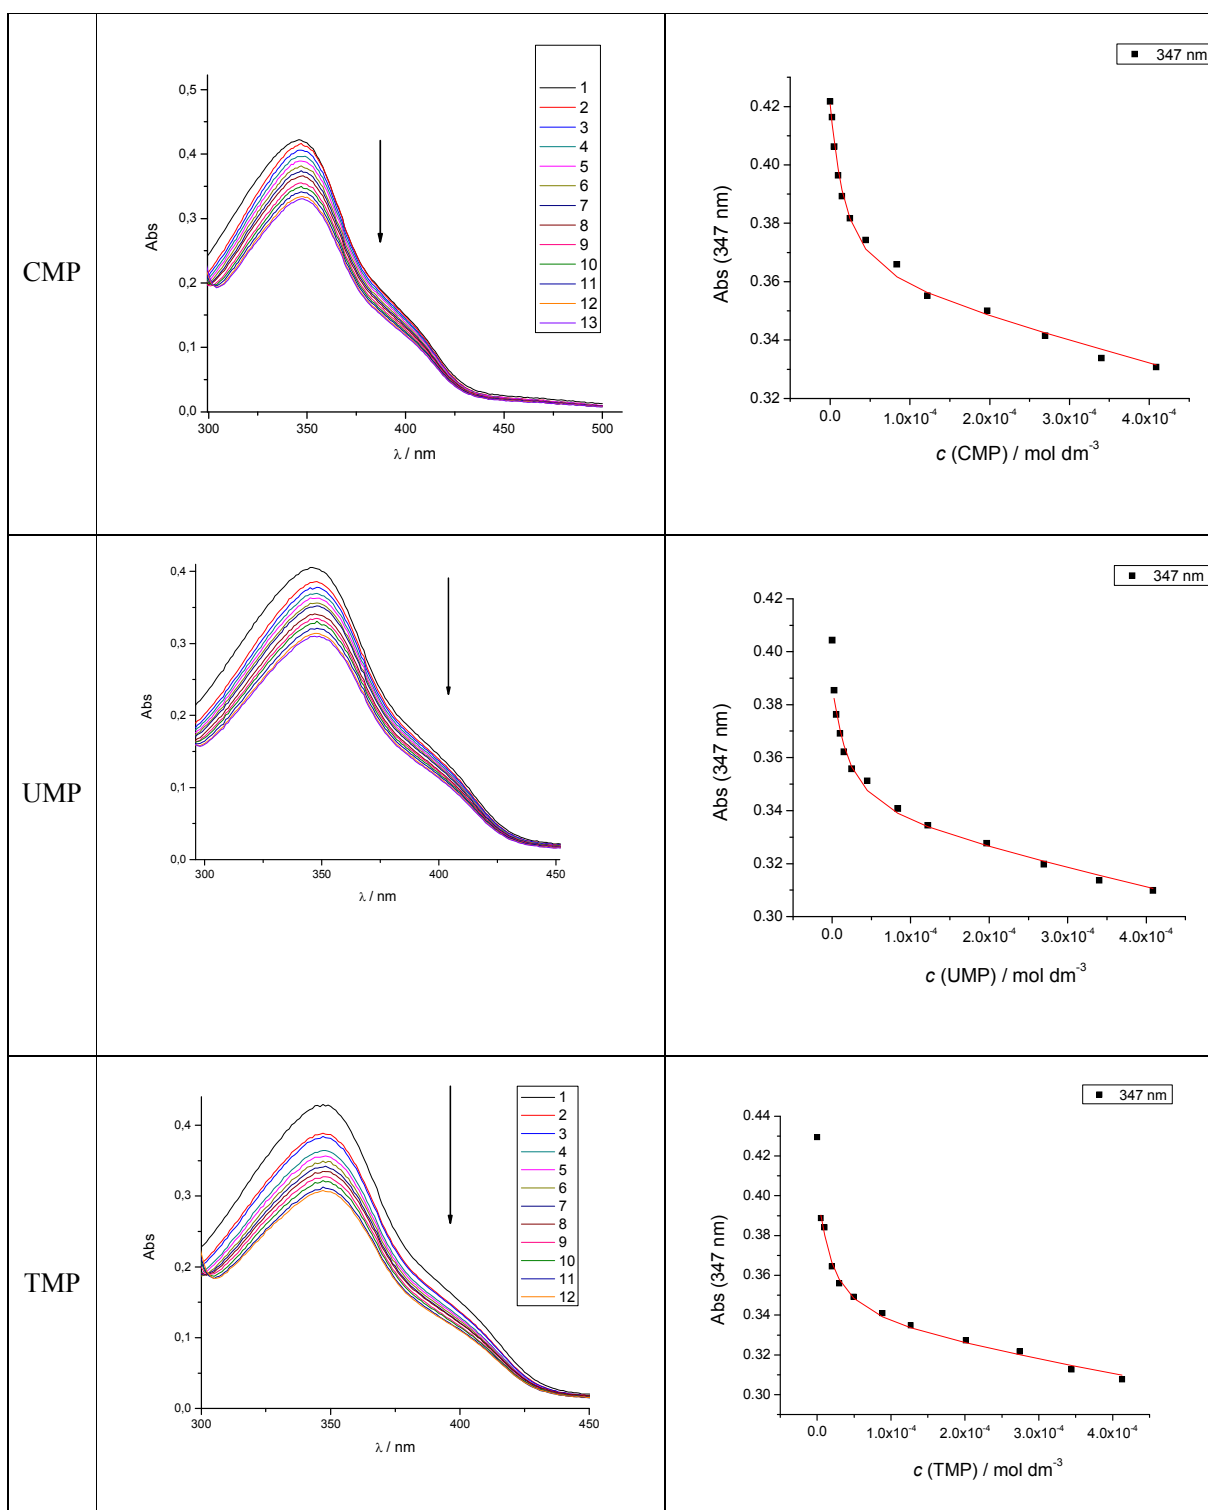 CMP
0,5
0,4
0,3
0,2
0,1
0,0
Abs
300
350
400
450
500
λ / nm
1
2
3
4
5
6
7
8
9
10
11
12
13
347 nm
0.42
0.40
0.38
0.36
0.34
0.32
Abs (347 nm)
0.0
1.0x10⁻⁴
2.0x10⁻⁴
3.0x10⁻⁴
4.0x10⁻⁴
c (CMP) / mol dm⁻³
UMP
0,4
0,3
0,2
0,1
0,0
Abs
300
350
400
450
λ / nm
347 nm
0.42
0.40
0.38
0.36
0.34
0.32
0.30
Abs (347 nm)
0.0
1.0x10⁻⁴
2.0x10⁻⁴
3.0x10⁻⁴
4.0x10⁻⁴
c (UMP) / mol dm⁻³
TMP
0,4
0,3
0,2
0,1
0,0
Abs
300
350
400
450
λ / nm
1
2
3
4
5
6
7
8
9
10
11
12
347 nm
0.44
0.42
0.40
0.38
0.36
0.34
0.32
0.30
Abs (347 nm)
0.0
1.0x10⁻⁴
2.0x10⁻⁴
3.0x10⁻⁴
4.0x10⁻⁴
c (TMP) / mol dm⁻³